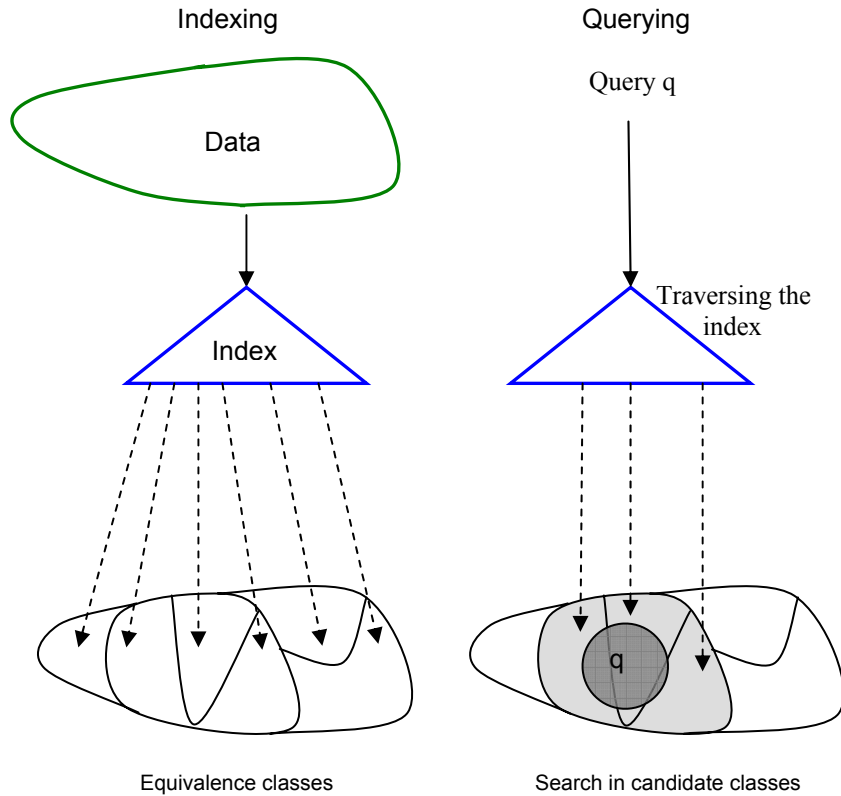 Indexing
Querying
Query q
Data
Traversing the
index
Index
q
Equivalence classes
Search in candidate classes